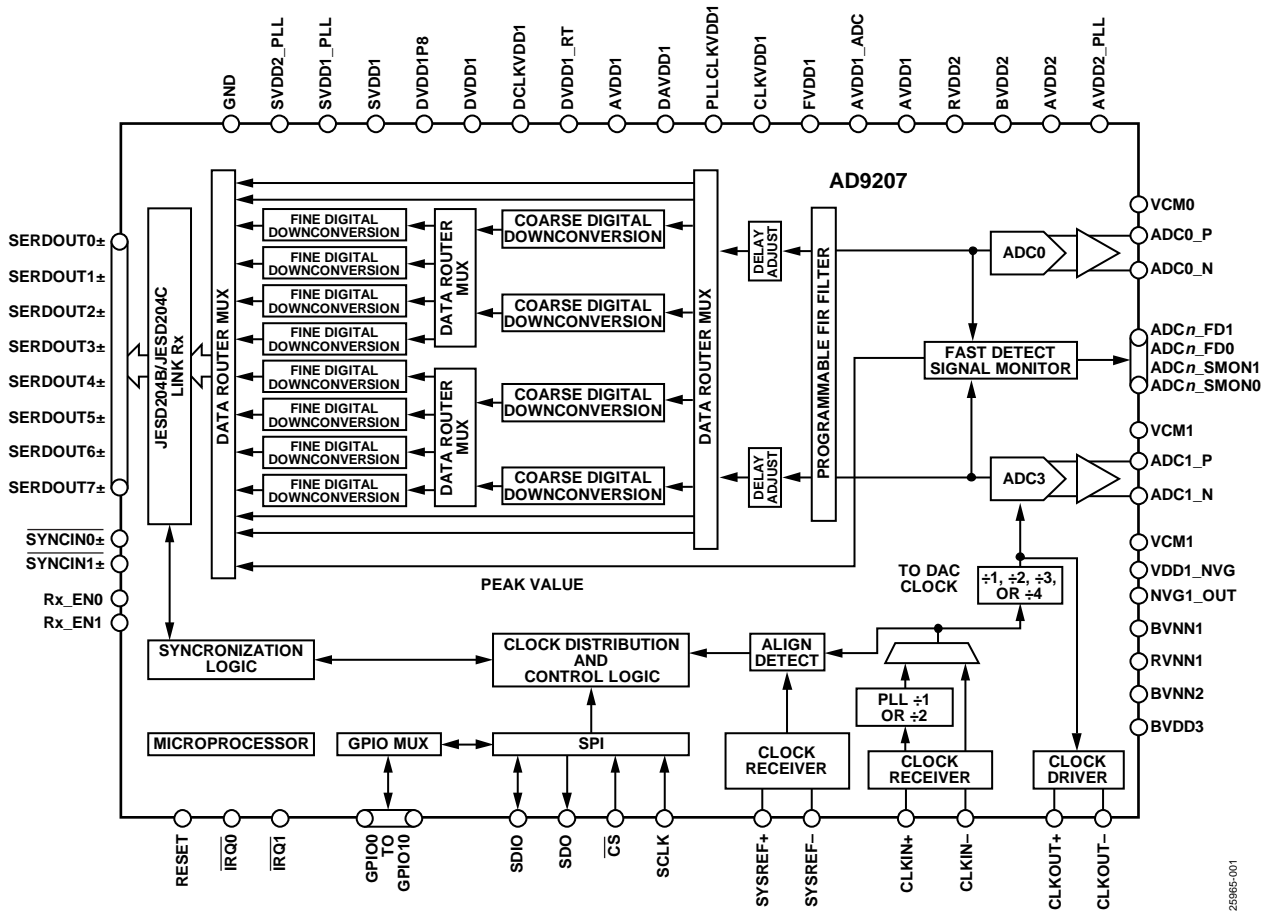 GND
SVDD2_PLL
SVDD1_PLL
SVDD1
DVDD1P8
DVDD1
DCLKVDD1
DVDD1_RT
AVDD1
DAVDD1
PLLCLKVDD1
CLKVDD1
FVDD1
AVDD1_ADC
AVDD1
RVDD2
BVDD2
AVDD2
AVDD2_PLL
AD9207
SERDOUT0±
SERDOUT1±
SERDOUT2±
SERDOUT3±
SERDOUT4±
SERDOUT5±
SERDOUT6±
SERDOUT7±
SYNCIN0±
SYNCIN1±
Rx_EN0
Rx_EN1
JESD204B/JESD204C
LINK Rx
DATA ROUTER MUX
FINE DIGITAL
DOWNCONVERSION
FINE DIGITAL
DOWNCONVERSION
FINE DIGITAL
DOWNCONVERSION
FINE DIGITAL
DOWNCONVERSION
FINE DIGITAL
DOWNCONVERSION
FINE DIGITAL
DOWNCONVERSION
FINE DIGITAL
DOWNCONVERSION
FINE DIGITAL
DOWNCONVERSION
DATA ROUTER
MUX
DATA ROUTER
MUX
COARSE DIGITAL
DOWNCONVERSION
COARSE DIGITAL
DOWNCONVERSION
COARSE DIGITAL
DOWNCONVERSION
COARSE DIGITAL
DOWNCONVERSION
DATA ROUTER MUX
DELAY
ADJUST
DELAY
ADJUST
PROGRAMMABLE FIR FILTER
ADC0
FAST DETECT
SIGNAL MONITOR
ADC3
VCM0
ADC0_P
ADC0_N
ADCn_FD1
ADCn_FD0
ADCn_SMON1
ADCn_SMON0
VCM1
ADC1_P
ADC1_N
VCM1
VDD1_NVG
NVG1_OUT
BVNN1
RVNN1
BVNN2
BVDD3
PEAK VALUE
TO DAC
CLOCK
÷1, ÷2, ÷3,
OR ÷4
SYNCRONIZATION
LOGIC
CLOCK DISTRIBUTION
AND
CONTROL LOGIC
ALIGN
DETECT
PLL ÷1
OR ÷2
MICROPROCESSOR
GPIO MUX
SPI
CLOCK
RECEIVER
CLOCK
RECEIVER
CLOCK
DRIVER
RESET
IRQ0
IRQ1
GPIO0
TO
GPIO10
SDIO
SDO
CS
SCLK
SYSREF+
SYSREF–
CLKIN+
CLKIN–
CLKOUT+
CLKOUT–
25965-001